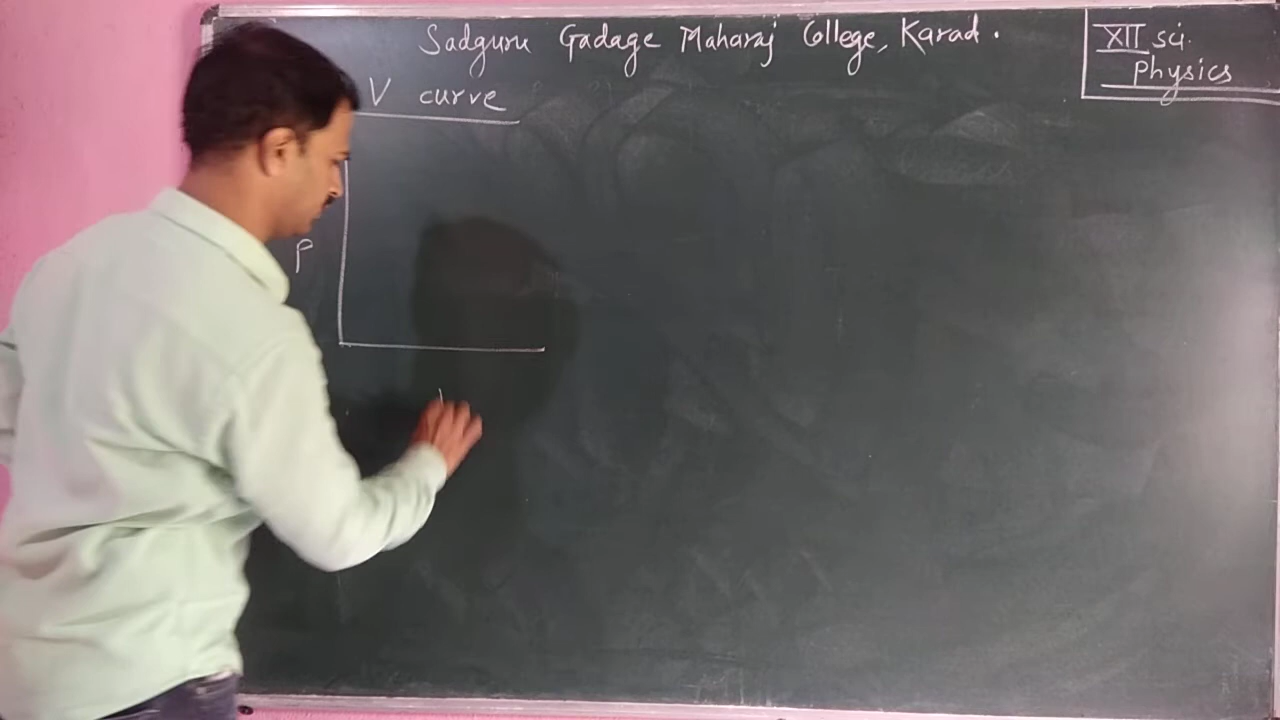 Sadguru Gadage Maharaj College, Karad.
XII sci.
Physics
V curve
P